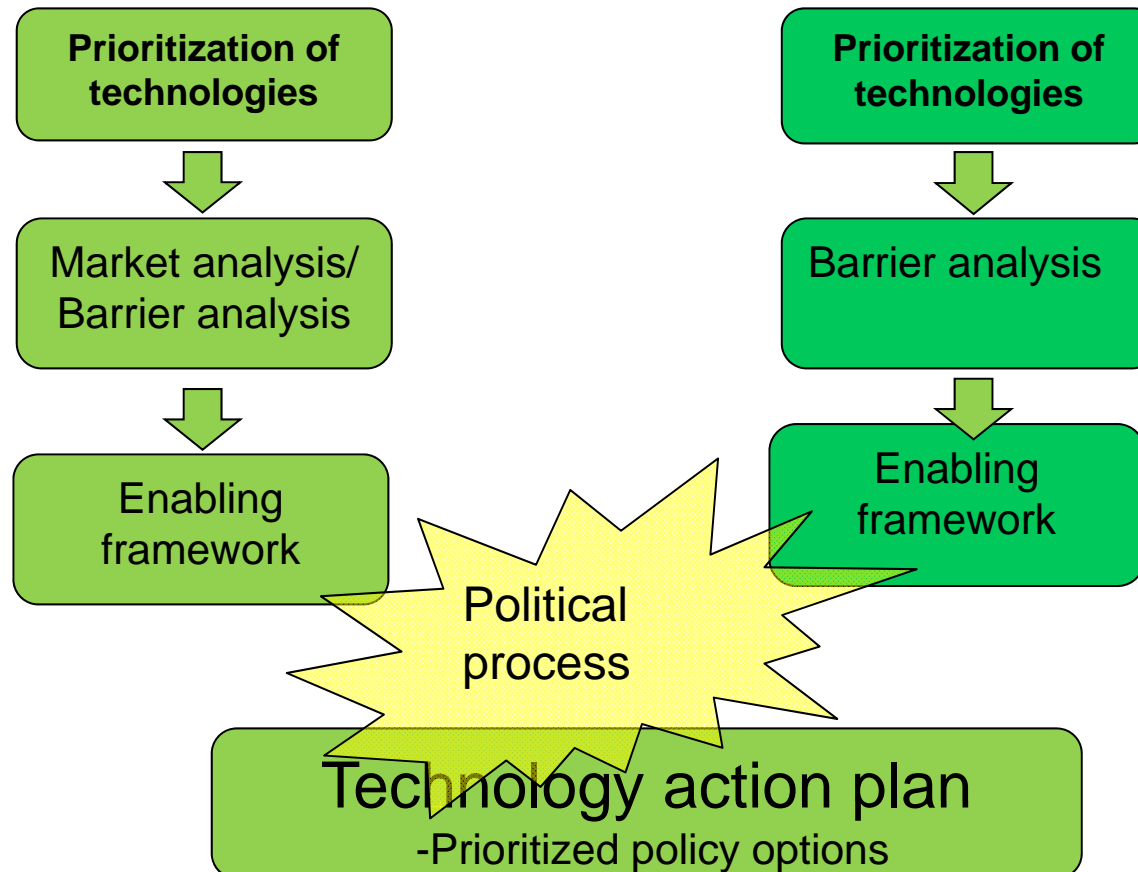 Prioritization of
technologies
Prioritization of
technologies
Market analysis/
Barrier analysis
Barrier analysis
Enabling
framework
Enabling
framework
Political
process
Technology action plan
-Prioritized policy options